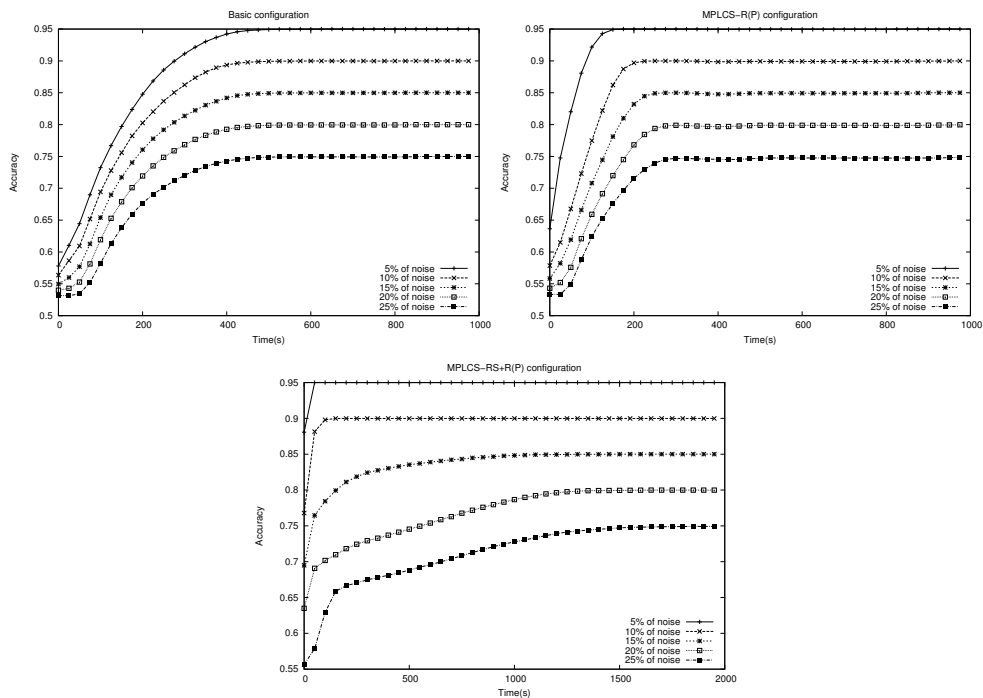 Basic configuration
0.95
0.9
0.85
0.8
0.75
0.7
0.65
0.6
0.55
0.5
Accuracy
5% of noise
10% of noise
15% of noise
20% of noise
25% of noise
0 200 400 600 800 1000
Time(s)
MPLCS−R(P) configuration
0.95
0.9
0.85
0.8
0.75
0.7
0.65
0.6
0.55
0.5
Accuracy
5% of noise
10% of noise
15% of noise
20% of noise
25% of noise
0 200 400 600 800 1000
Time(s)
MPLCS−RS+R(P) configuration
0.95
0.9
0.85
0.8
0.75
0.7
0.65
0.6
0.55
Accuracy
5% of noise
10% of noise
15% of noise
20% of noise
25% of noise
0 500 1000 1500 2000
Time(s)